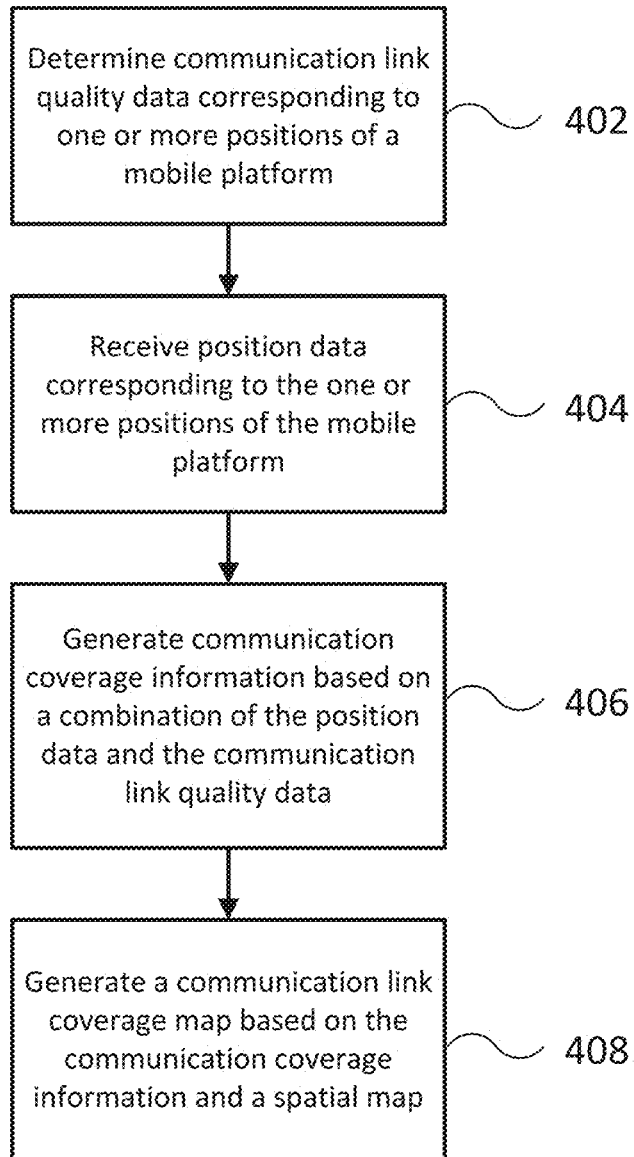 Determine communication link
quality data corresponding to
one or more positions of a
mobile platform
402
Receive position data
corresponding to the one or
more positions of the mobile
platform
404
Generate communication
coverage information based on
a combination of the position
data and the communication
link quality data
406
Generate a communication link
coverage map based on the
communication coverage
information and a spatial map
408